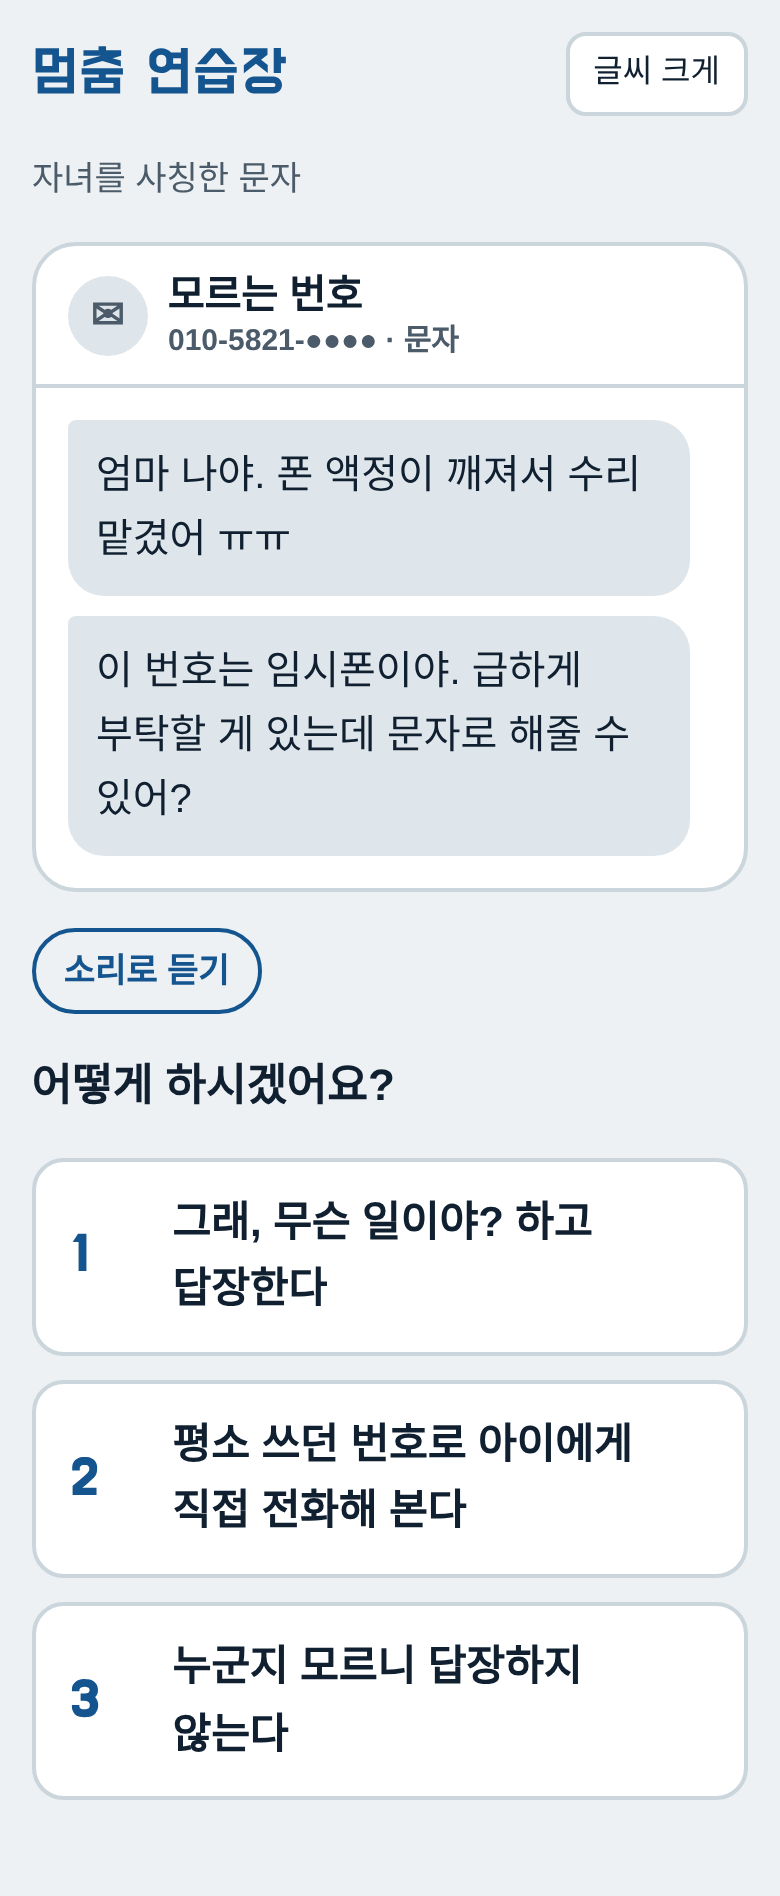 멈춤 연습장
글씨 크게
자녀를 사칭한 문자
모르는 번호
010-5821-●●●● · 문자
엄마 나야. 폰 액정이 깨져서 수리
맡겼어 ㅠㅠ
이 번호는 임시폰이야. 급하게
부탁할 게 있는데 문자로 해줄 수
있어?
소리로 듣기
어떻게 하시겠어요?
1
그래, 무슨 일이야? 하고
답장한다
2
평소 쓰던 번호로 아이에게
직접 전화해 본다
3
누군지 모르니 답장하지
않는다